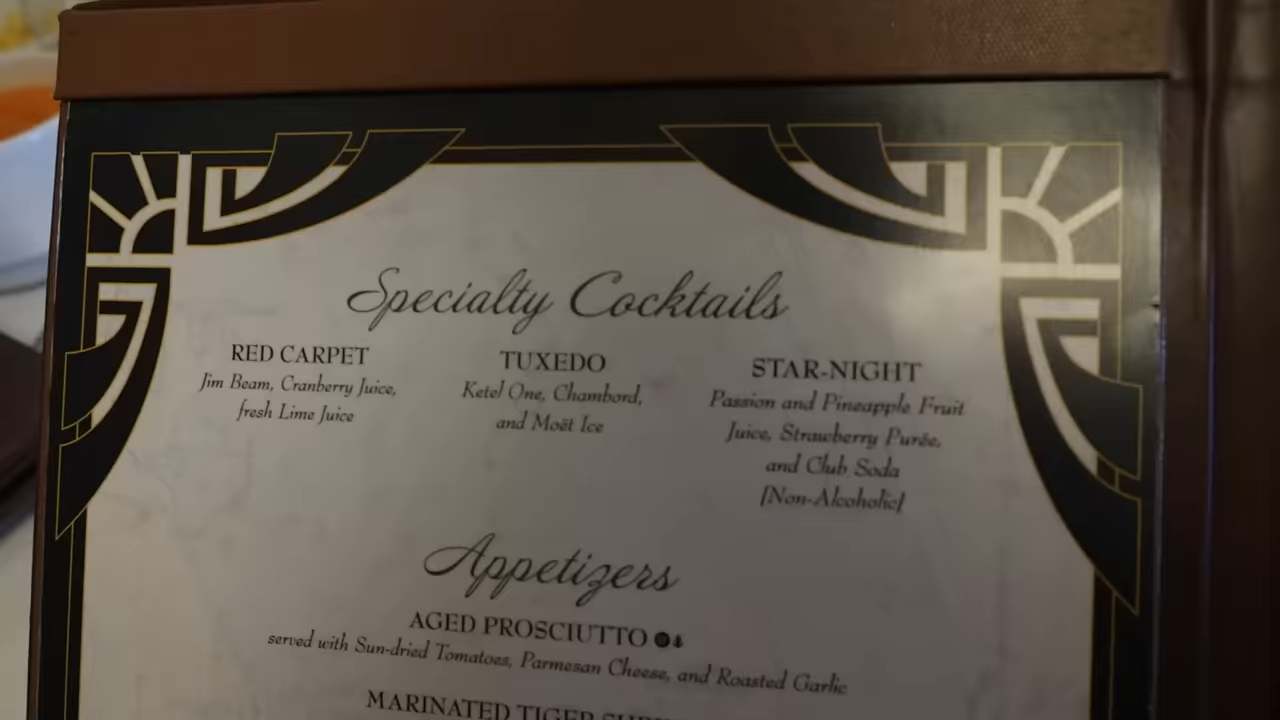 Specialty Cocktails
RED CARPET
Jim Beam, Cranberry Juice,
fresh Lime Juice
TUXEDO
Ketel One, Chambord,
and Moët Ice
STAR-NIGHT
Passion and Pineapple Fruit
Juice, Strawberry Purée,
and Club Soda
[Non-Alcoholic]
Appetizers
AGED PROSCIUTTO
served with Sun-dried Tomatoes, Parmesan Cheese, and Roasted Garlic
MARINATED TIGER